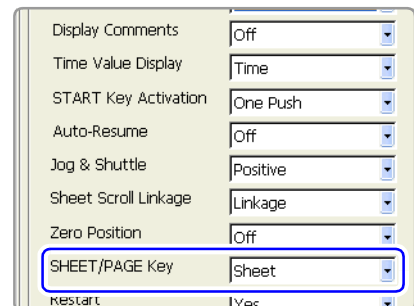 Display Comments Off
Time Value Display Time
START Key Activation One Push
Auto-Resume Off
Jog & Shuttle Positive
Sheet Scroll Linkage Linkage
Zero Position Off
SHEET/PAGE Key Sheet
Restart Yes